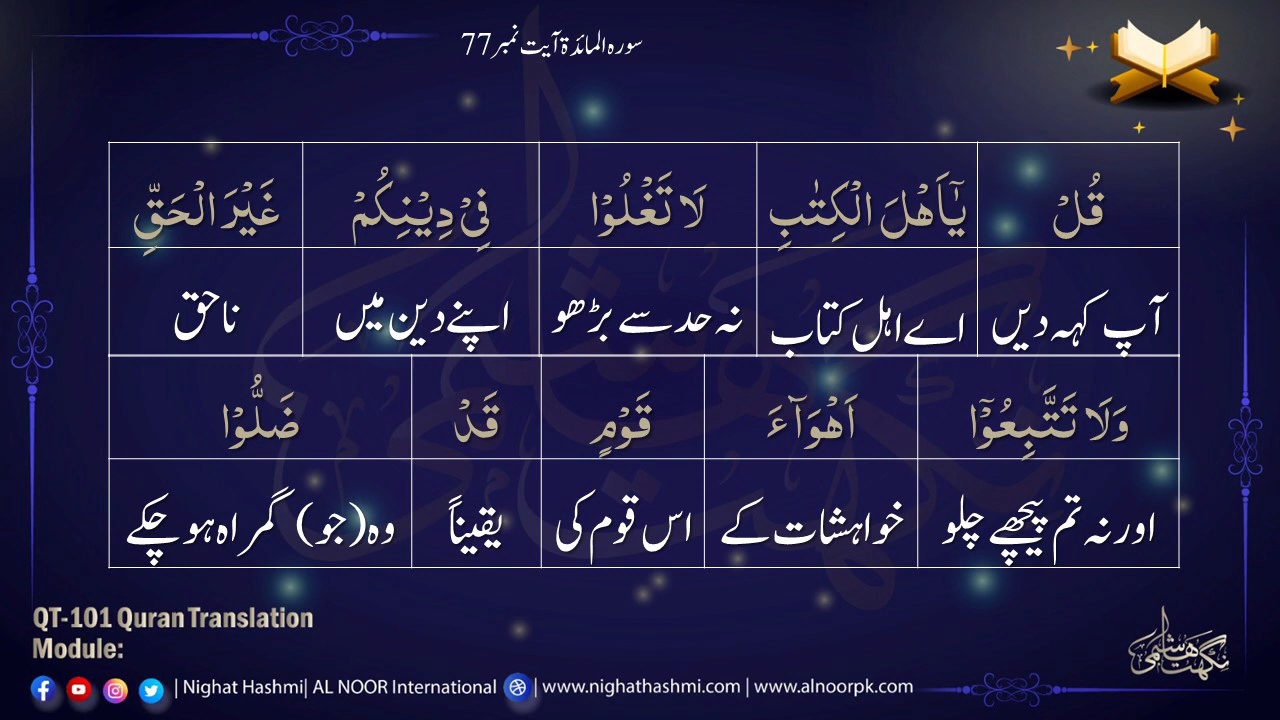 سورہ المائدۃ آیت نمبر 77
قُلْ يٰٓاَهْلَ الْكِتٰبِ لَا تَغْلُوْا فِيْ دِيْنِكُمْ غَيْرَ الْحَقِّ
آپ کہہ دیں اے اہل کتاب نہ حد سے بڑھو اپنے دین میں ناحق
وَلَا تَتَّبِعُوْٓا اَهْوَآءَ قَوْمٍ قَدْ ضَلُّوْا
اور نہ تم پیچھے چلو خواہشات کے اس قوم کی یقیناً وہ (جو) گمراہ ہو چکے
QT-101 Quran Translation
Module:
نگہت ہاشمی
| Nighat Hashmi| AL NOOR International | www.nighathashmi.com | www.alnoorpk.com